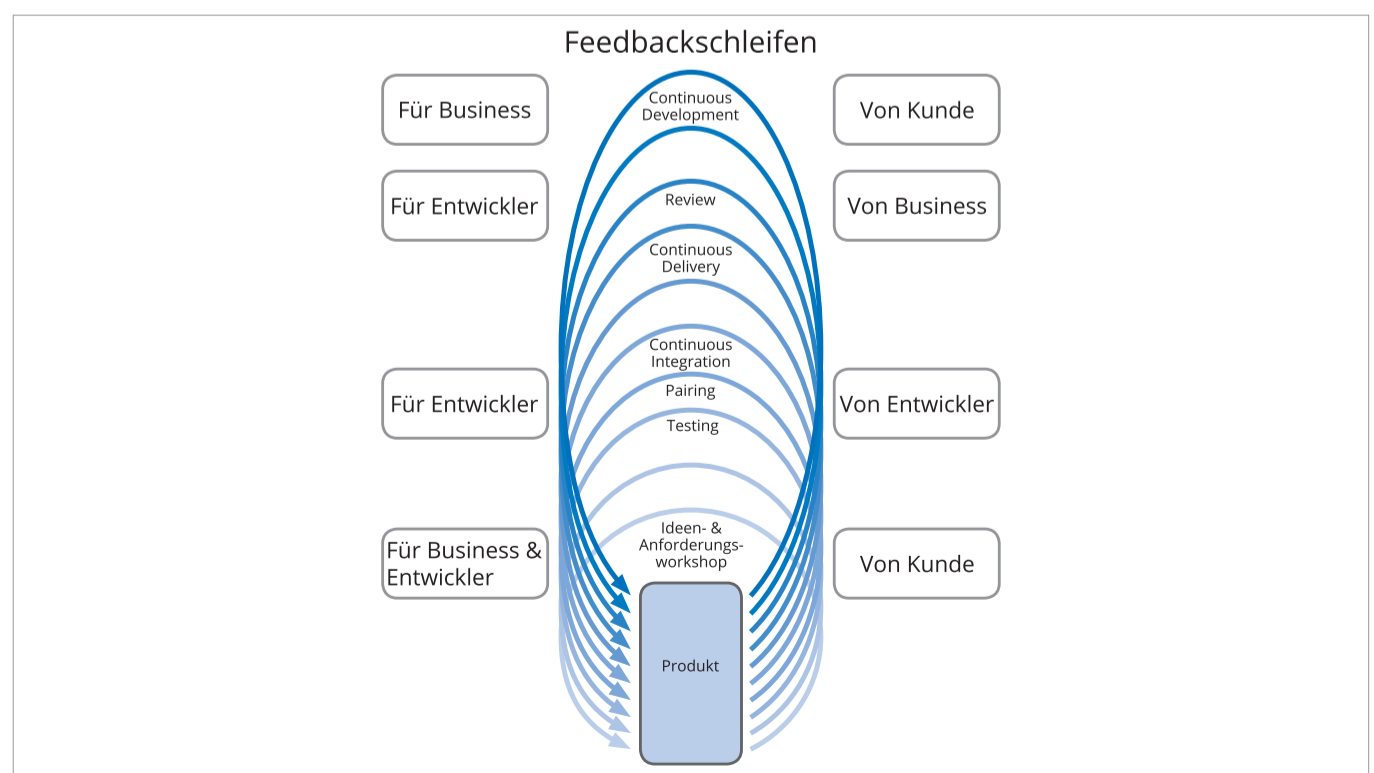 Feedbackschleifen
Für Business
Continuous
Development
Von Kunde
Für Entwickler
Review
Von Business
Continuous
Delivery
Continuous
Integration
Für Entwickler
Pairing
Von Entwickler
Testing
Ideen- &
Anforderungs-
workshop
Für Business &
Entwickler
Von Kunde
Produkt